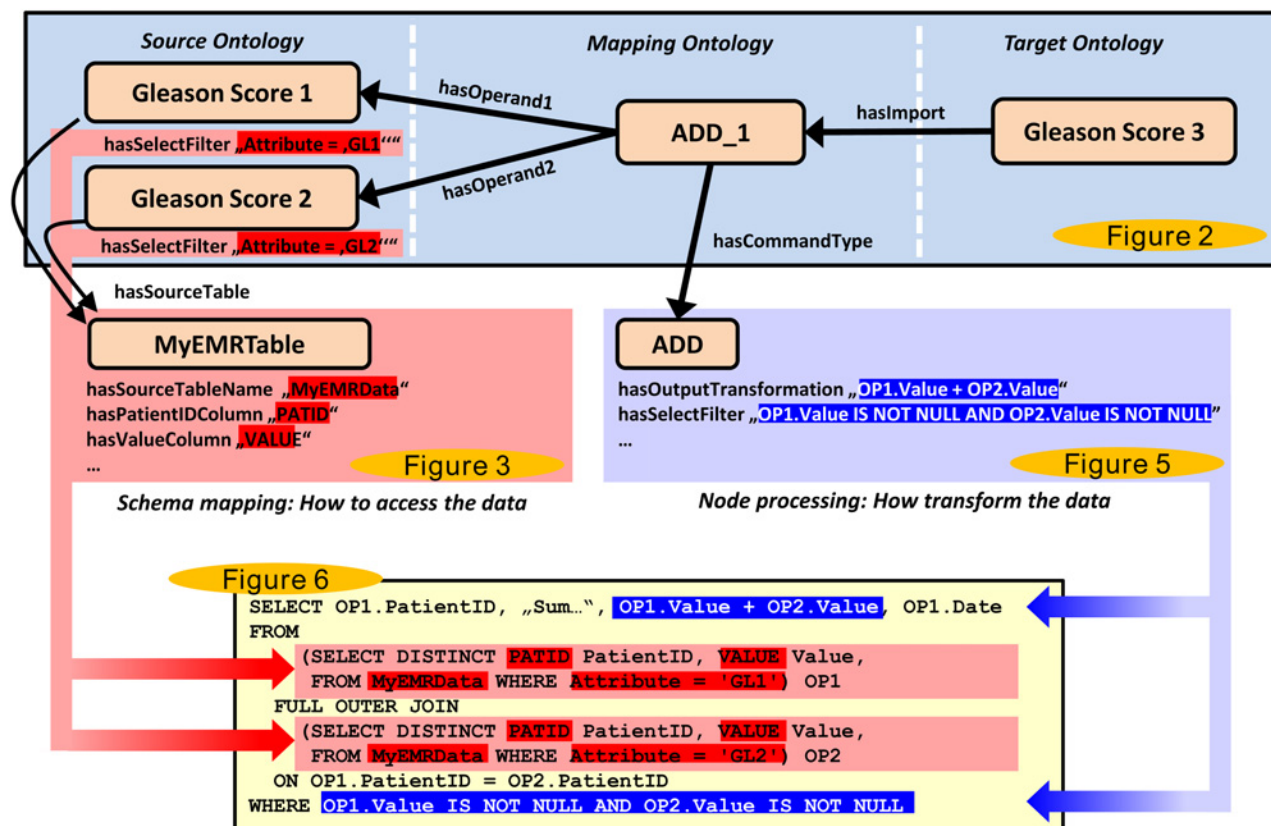 Source Ontology
Mapping Ontology
Target Ontology
Gleason Score 1
hasOperand1
ADD_1
hasImport
Gleason Score 3
hasSelectFilter „Attribute = ‚GL1‘“
Gleason Score 2
hasOperand2
hasSelectFilter „Attribute = ‚GL2‘“
hasCommandType
Figure 2
hasSourceTable
MyEMRTable
hasSourceTableName „MyEMRData“
hasPatientIDColumn „PATID“
hasValueColumn „VALUE“
...
Figure 3
Schema mapping: How to access the data
ADD
hasOutputTransformation „OP1.Value + OP2.Value“
hasSelectFilter „OP1.Value IS NOT NULL AND OP2.Value IS NOT NULL”
...
Figure 5
Node processing: How transform the data
Figure 6
SELECT OP1.PatientID, „Sum…“, OP1.Value + OP2.Value, OP1.Date
FROM
(SELECT DISTINCT PATID PatientID, VALUE Value,
FROM MyEMRData WHERE Attribute = 'GL1') OP1
FULL OUTER JOIN
(SELECT DISTINCT PATID PatientID, VALUE Value,
FROM MyEMRData WHERE Attribute = 'GL2') OP2
ON OP1.PatientID = OP2.PatientID
WHERE OP1.Value IS NOT NULL AND OP2.Value IS NOT NULL